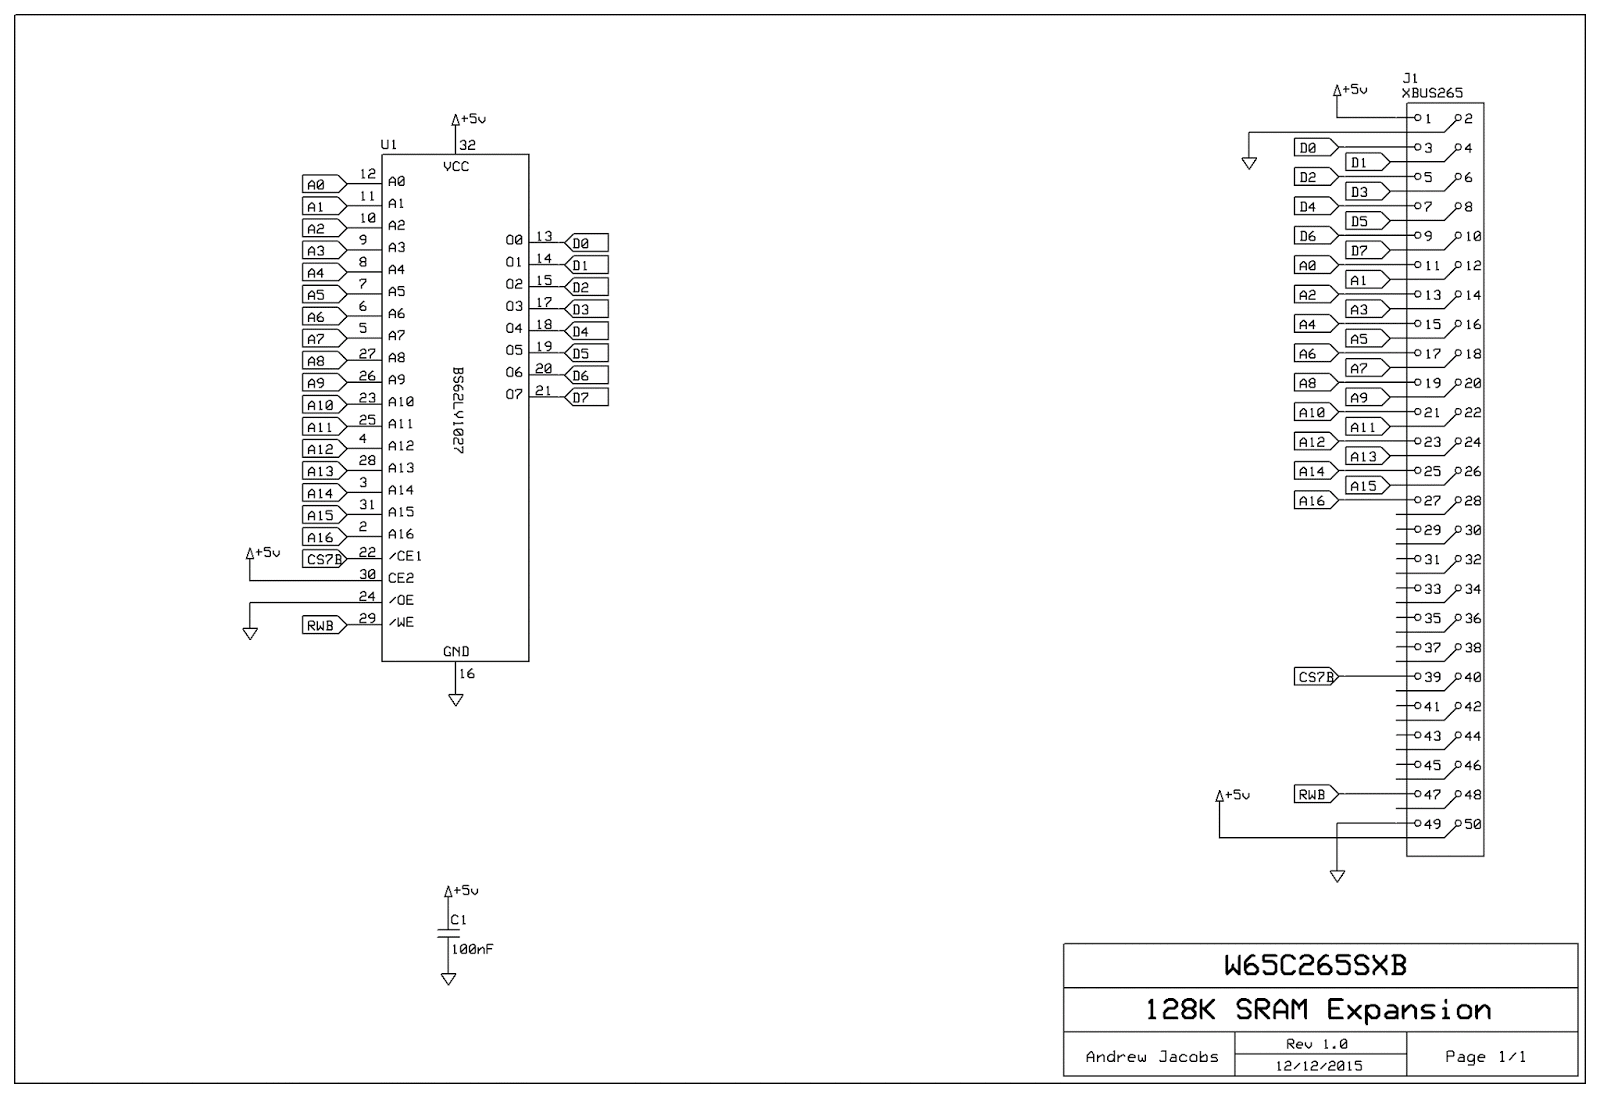 +5v
U1
32
VCC
A0 12 A0
A1 11 A1
A2 10 A2
A3 9 A3
A4 8 A4
A5 7 A5
A6 6 A6
A7 5 A7
A8 27 A8
A9 26 A9
A10 23 A10
A11 25 A11
A12 4 A12
A13 28 A13
A14 3 A14
A15 31 A15
A16 2 A16
+5v
CS7B 22 /CE1
30 CE2
24 /OE
RWB 29 /WE
GND
16
O0 13 D0
O1 14 D1
O2 15 D2
O3 17 D3
O4 18 D4
O5 19 D5
O6 20 D6
O7 21 D7
BS62LV1027
+5v
C1
100nF
J1
XBUS265
+5v
1 2
D0 3 4
D1
D2 5 6
D3
D4 7 8
D5
D6 9 10
D7
A0 11 12
A1
A2 13 14
A3
A4 15 16
A5
A6 17 18
A7
A8 19 20
A9
A10 21 22
A11
A12 23 24
A13
A14 25 26
A15
A16 27 28
29 30
31 32
33 34
35 36
37 38
CS7B 39 40
41 42
43 44
45 46
+5v
RWB 47 48
49 50
W65C265SXB
128K SRAM Expansion
Andrew Jacobs
Rev 1.0
12/12/2015
Page 1/1